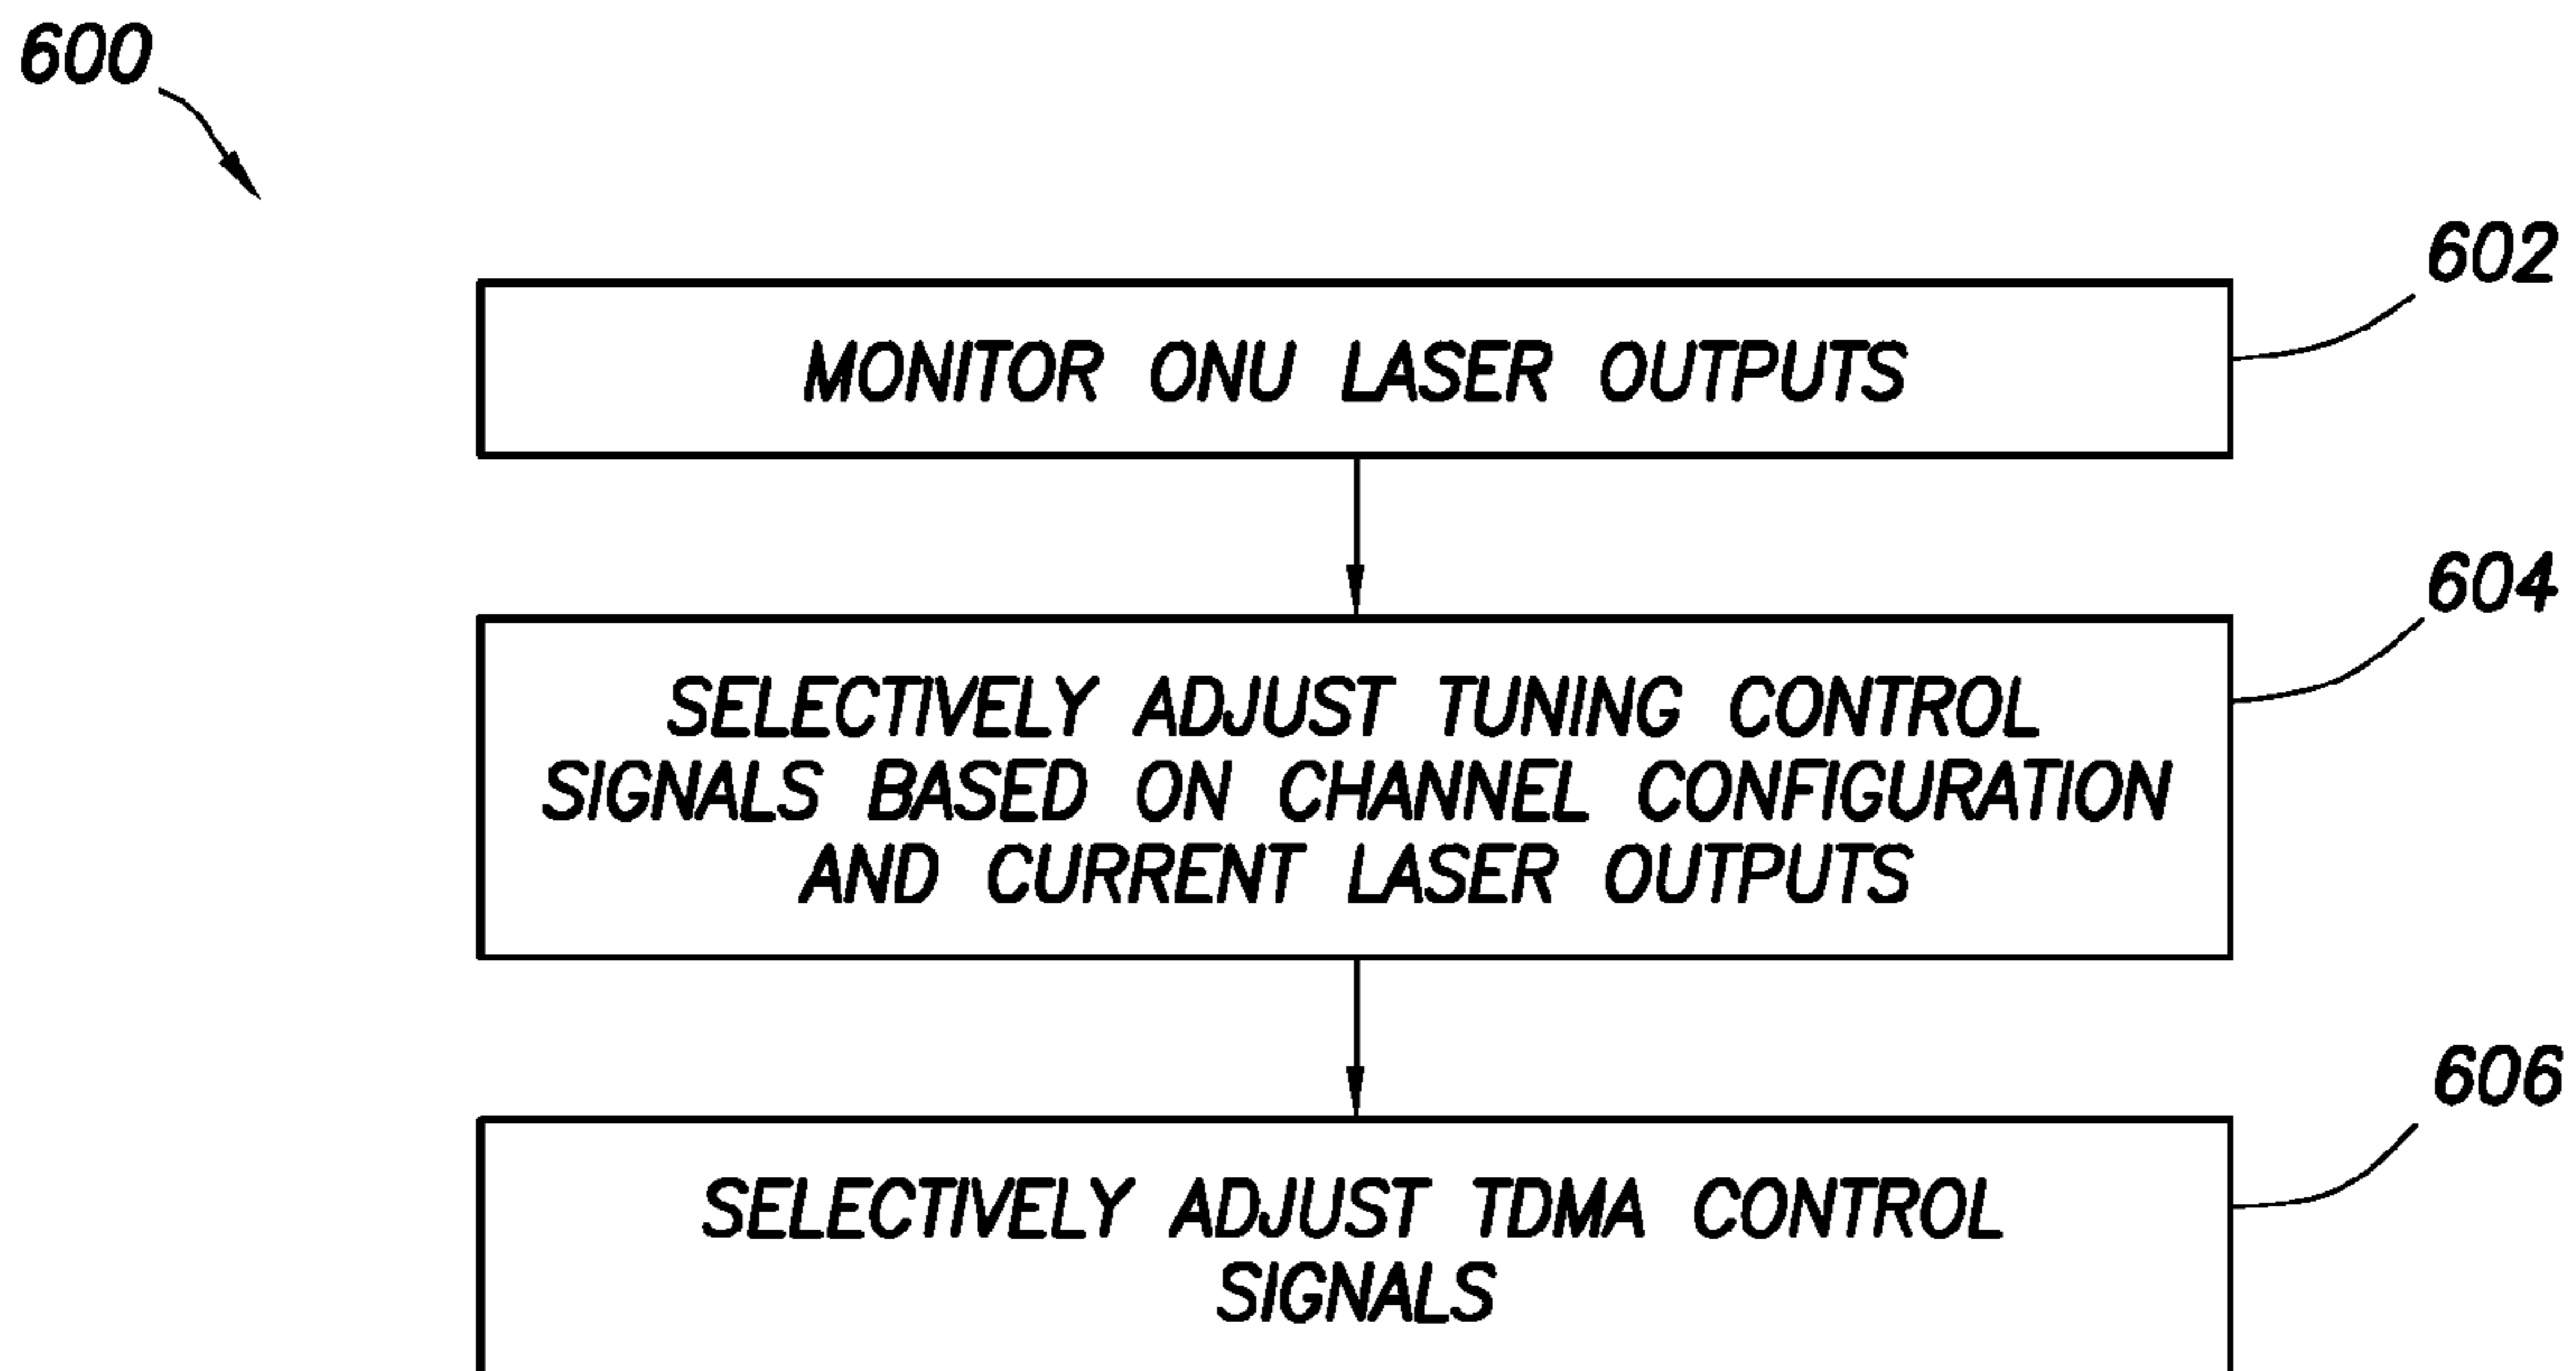 600
602
MONITOR ONU LASER OUTPUTS
604
SELECTIVELY ADJUST TUNING CONTROL
SIGNALS BASED ON CHANNEL CONFIGURATION
AND CURRENT LASER OUTPUTS
606
SELECTIVELY ADJUST TDMA CONTROL
SIGNALS